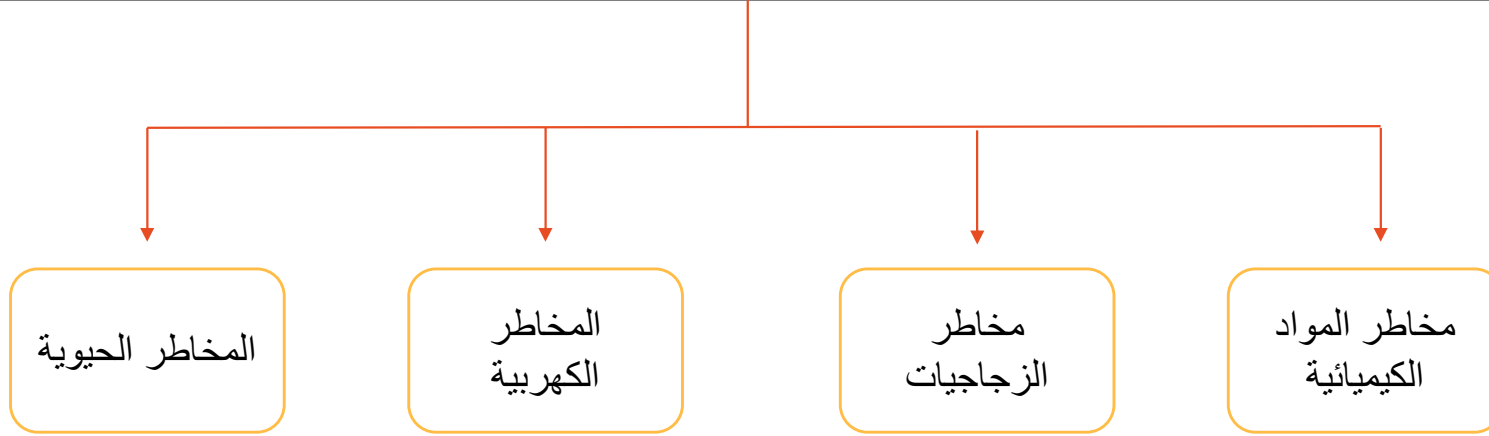 مخاطر المواد
الكيميائية
مخاطر
الزجاجيات
المخاطر
الكهربية
المخاطر الحيوية